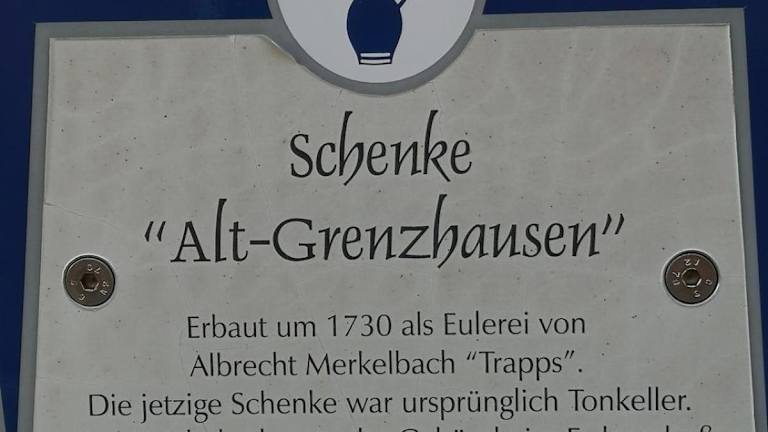 Schenke
"Alt-Grenzhausen"
Erbaut um 1730 als Eulerei von
Albrecht Merkelbach "Trapps".
Die jetzige Schenke war ursprünglich Tonkeller.